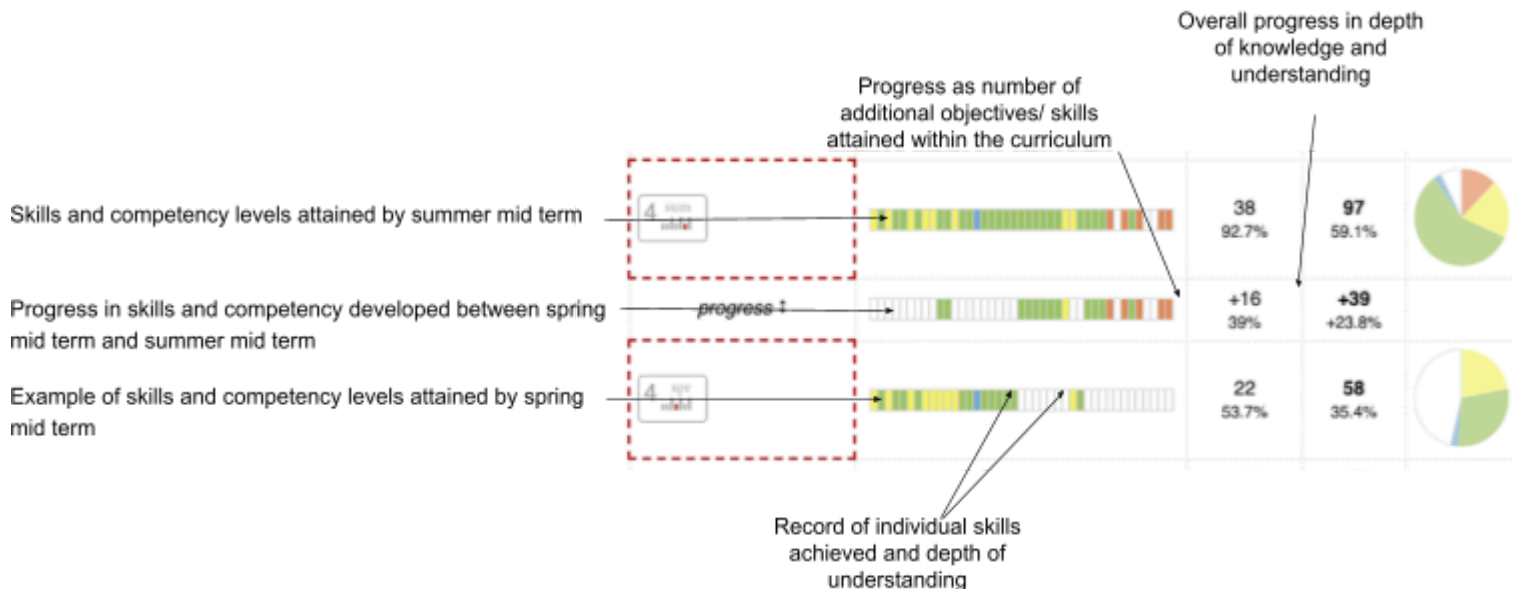 Overall progress in depth
of knowledge and
understanding
Progress as number of
additional objectives/ skills
attained within the curriculum
Skills and competency levels attained by summer mid term
4 sum
38
92.7%
97
59.1%
Progress in skills and competency developed between spring
mid term and summer mid term
progress ↕
+16
39%
+39
+23.8%
Example of skills and competency levels attained by spring
mid term
4 spr
22
53.7%
58
35.4%
Record of individual skills
achieved and depth of
understanding